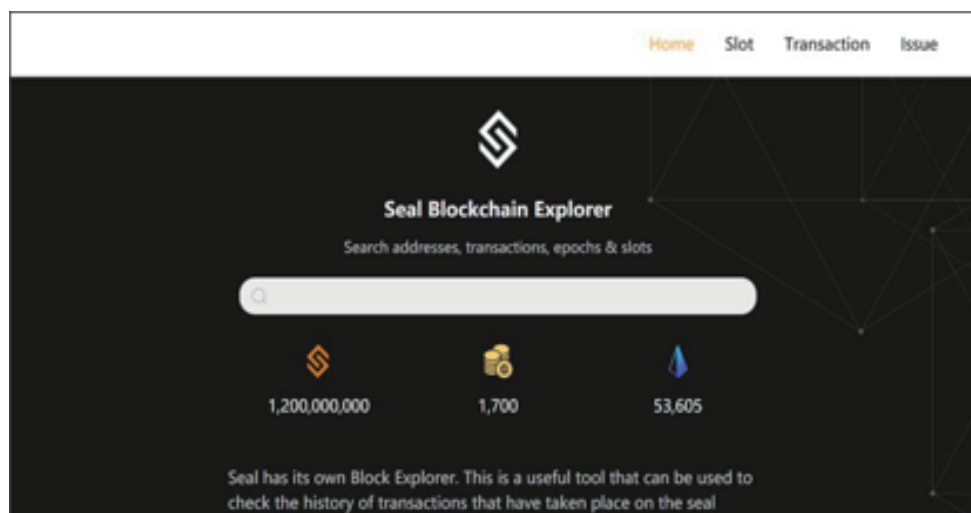 Home Slot Transaction Issue
Seal Blockchain Explorer
Search addresses, transactions, epochs & slots
1,200,000,000 1,700 53,605
Seal has its own Block Explorer. This is a useful tool that can be used to
check the history of transactions that have taken place on the seal